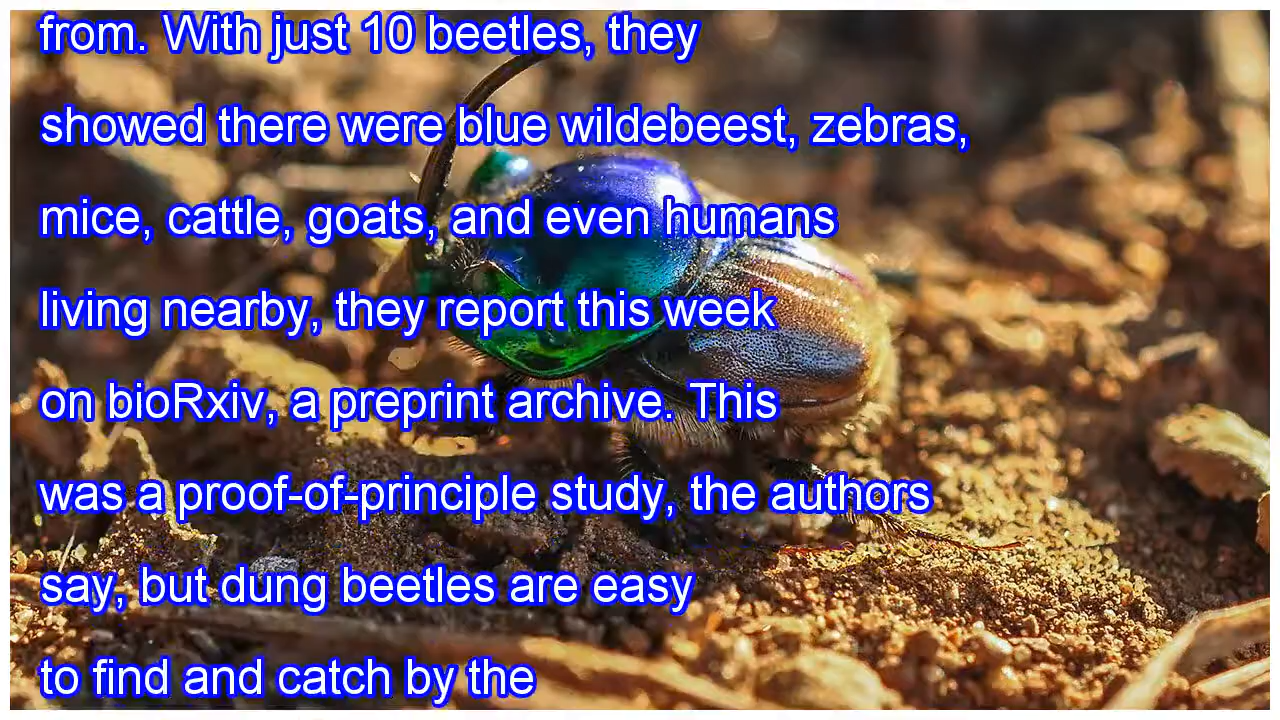 from. With just 10 beetles, they
showed there were blue wildebeest, zebras,
mice, cattle, goats, and even humans
living nearby, they report this week
on bioRxiv, a preprint archive. This
was a proof-of-principle study, the authors
say, but dung beetles are easy
to find and catch by the